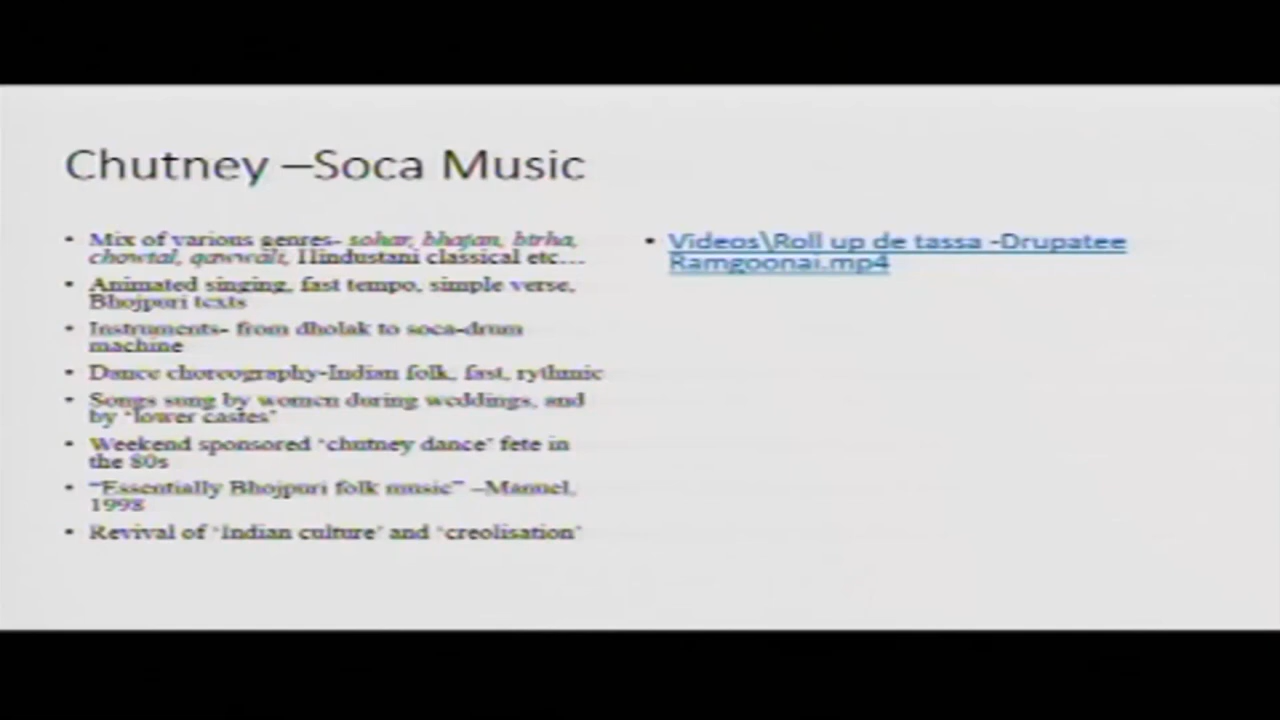 Chutney –Soca Music
• Mix of various genres- sohar, bhajan, birha,
chowtal, qawwali, Hindustani classical etc…
• Animated singing, fast tempo, simple verse,
Bhojpuri texts
• Instruments- from dholak to soca-drum
machine
• Dance choreography-Indian folk, fast, rythmic
• Songs sung by women during weddings, and
by 'lower castes'
• Weekend sponsored 'chutney dance' fete in
the 80s
• "Essentially Bhojpuri folk music" –Manuel,
1998
• Revival of 'Indian culture' and 'creolisation'
• Videos\Roll up de tassa -Drupatee
Ramgoonai.mp4